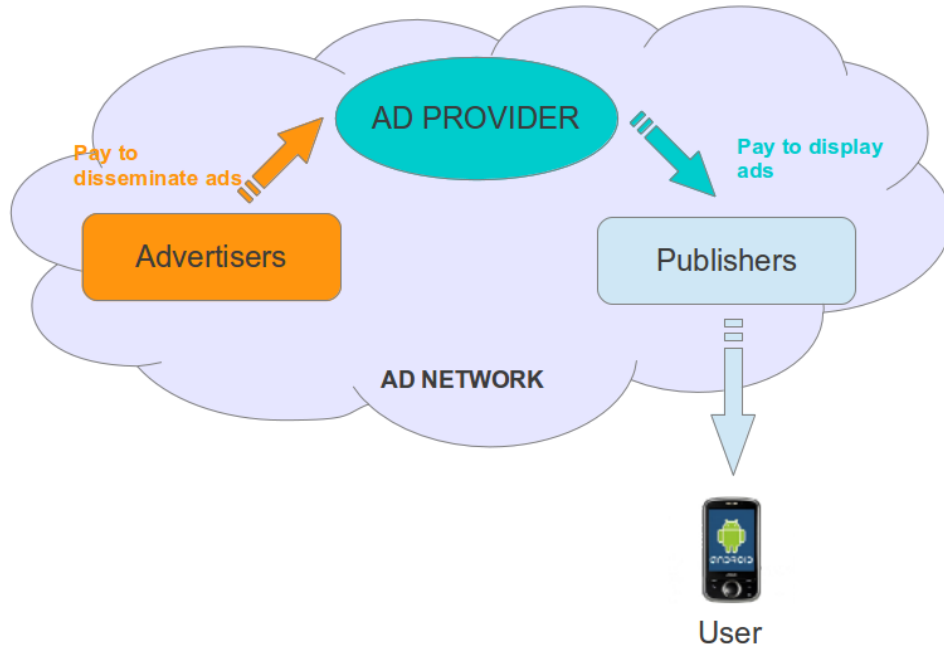 AD PROVIDER
Pay to
disseminate ads
Pay to display
ads
Advertisers
Publishers
AD NETWORK
ANDROID
User